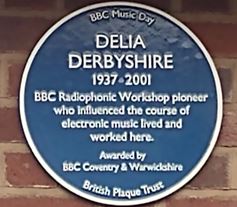 BBC Music Day
DELIA
DERBYSHIRE
1937-2001
BBC Radiophonic Workshop pioneer
who influenced the course of
electronic music lived and
worked here.
Awarded by
BBC Coventry & Warwickshire
British Plaque Trust